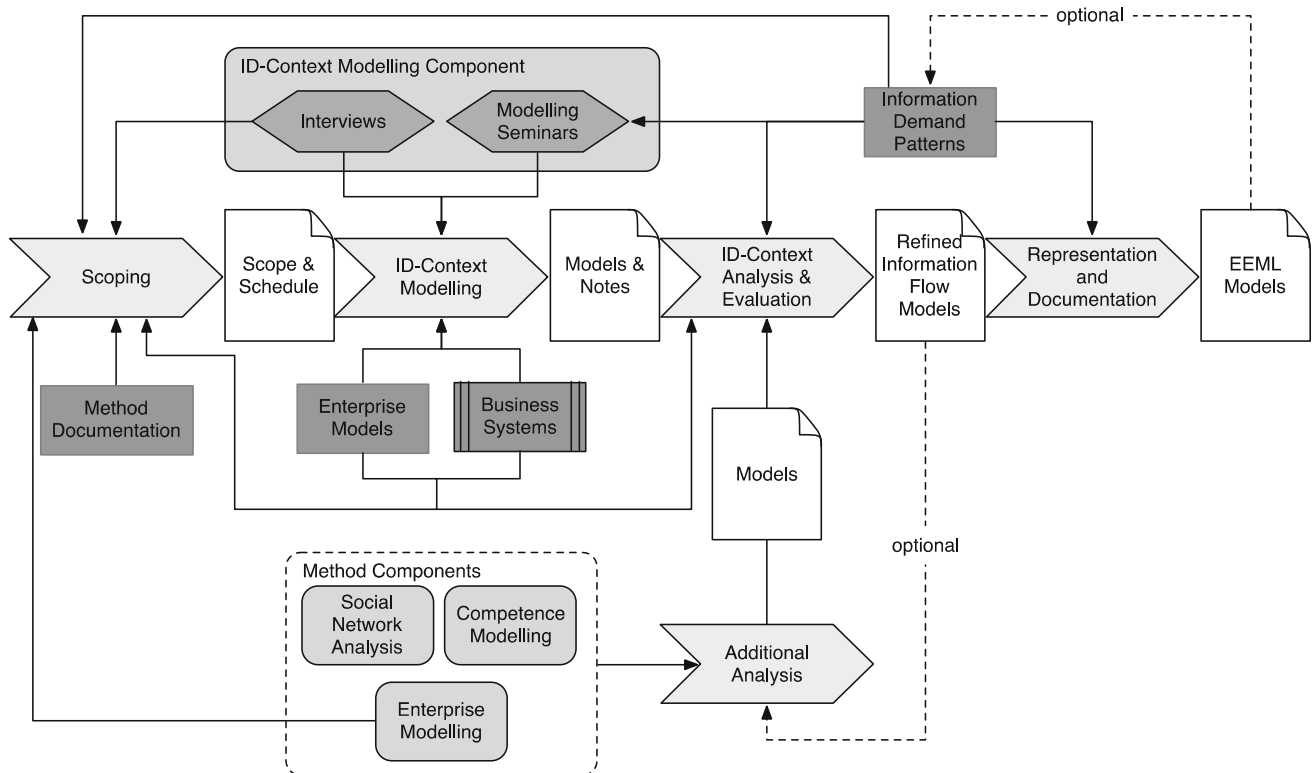 optional
ID-Context Modelling Component
Interviews
Modelling
Seminars
Information
Demand
Patterns
Scoping
Scope &
Schedule
ID-Context
Modelling
Models &
Notes
ID-Context
Analysis &
Evaluation
Refined
Information
Flow
Models
Representation
and
Documentation
EEML
Models
Method
Documentation
Enterprise
Models
Business
Systems
Models
optional
Method Components
Social
Network
Analysis
Competence
Modelling
Enterprise
Modelling
Additional
Analysis